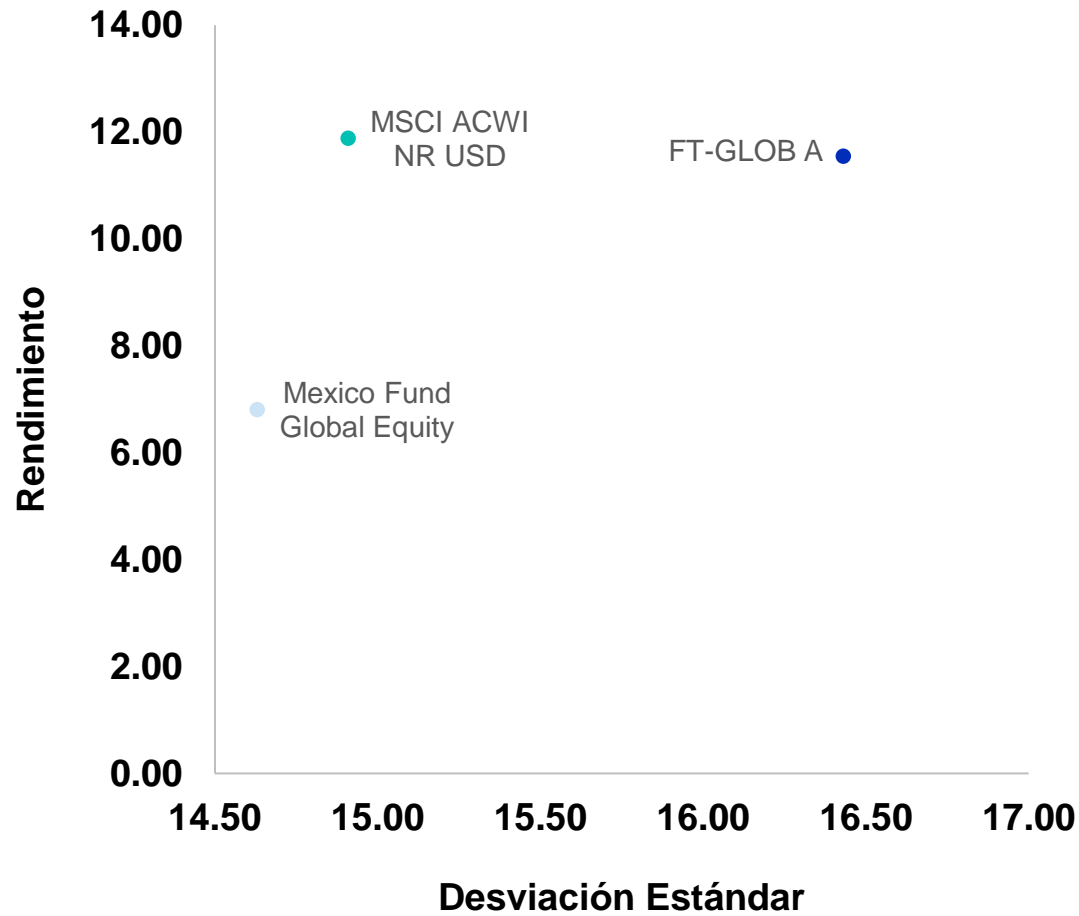 14.00
12.00
10.00
8.00
6.00
4.00
2.00
0.00
Rendimiento
MSCI ACWI
NR USD
FT-GLOB A
Mexico Fund
Global Equity
14.50 15.00 15.50 16.00 16.50 17.00
Desviación Estándar